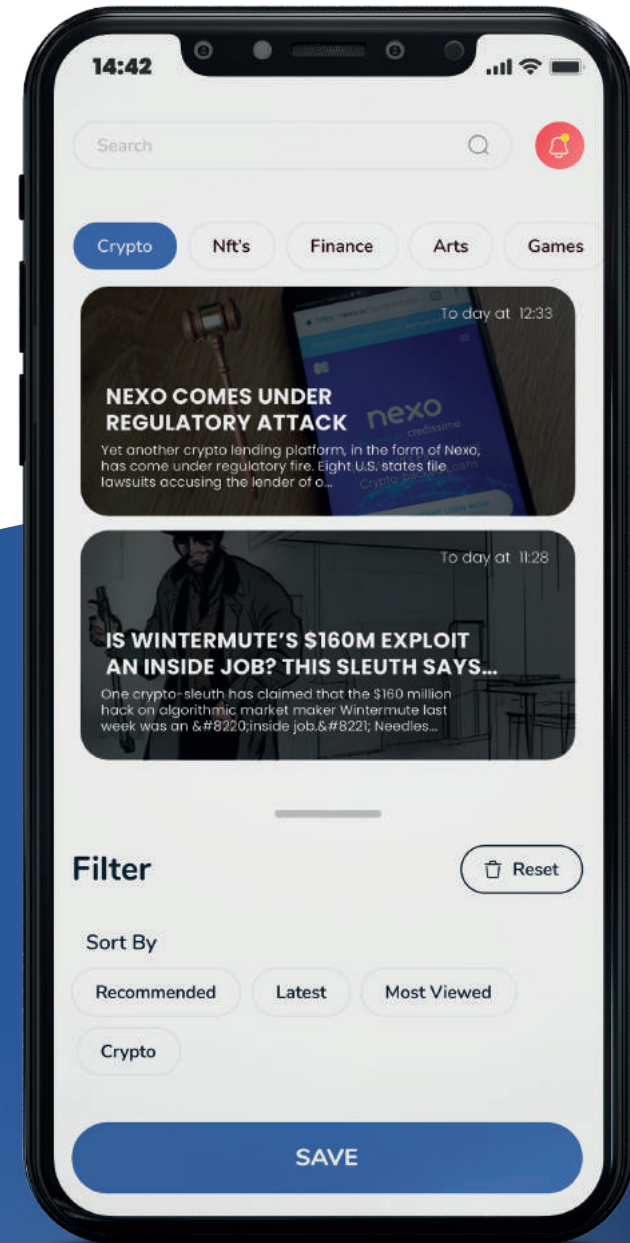 14:42
Search
Crypto Nft's Finance Arts Games
To day at 12:33
NEXO COMES UNDER
REGULATORY ATTACK
nexo
credissimo
Yet another crypto lending platform, in the form of Nexo,
has come under regulatory fire. Eight U.S. states file
lawsuits accusing the lender of o...
To day at 11:28
IS WINTERMUTE’S $160M EXPLOIT
AN INSIDE JOB? THIS SLEUTH SAYS...
One crypto-sleuth has claimed that the $160 million
hack on algorithmic market maker Wintermute last
week was an &#8220;inside job.&#8221; Needles...
Filter
Reset
Sort By
Recommended Latest Most Viewed
Crypto
SAVE